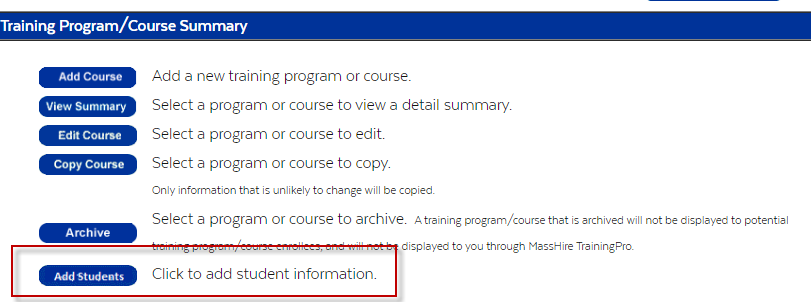 Training Program/Course Summary
Add Course Add a new training program or course.
View Summary Select a program or course to view a detail summary.
Edit Course Select a program or course to edit.
Copy Course Select a program or course to copy.
Only information that is unlikely to change will be copied.
Archive Select a program or course to archive. A training program/course that is archived will not be displayed to potential
training program/course enrollees, and will not be displayed to you through MassHire TrainingPro.
Add Students Click to add student information.